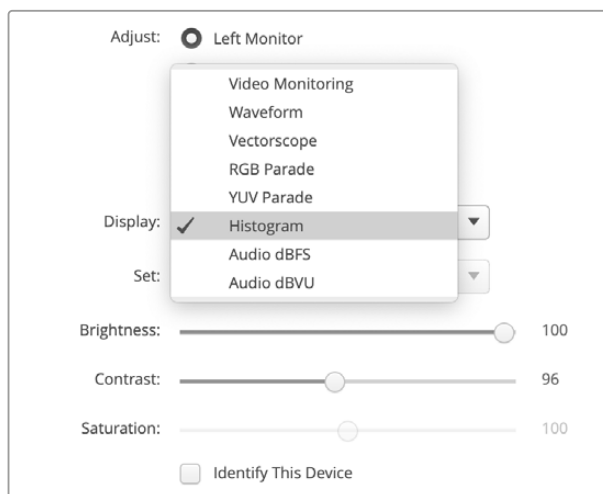 Adjust: Left Monitor
Video Monitoring
Waveform
Vectorscope
RGB Parade
YUV Parade
Display: Histogram
Audio dBFS
Set: Audio dBVU
Brightness: 100
Contrast: 96
Saturation: 100
Identify This Device